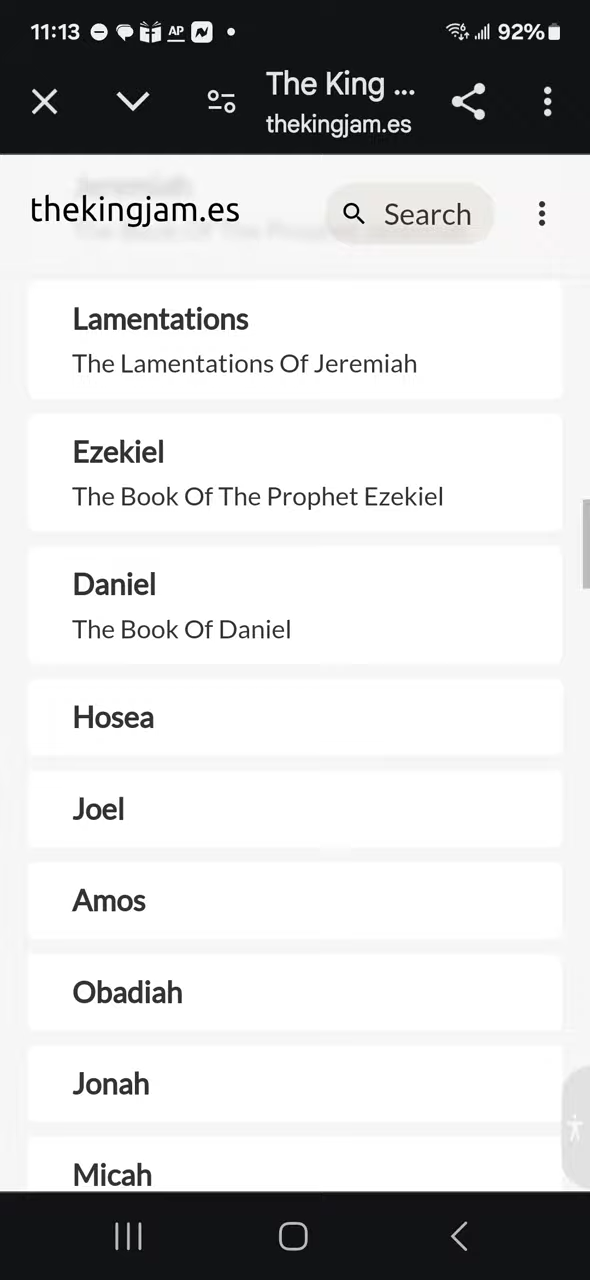 11:13 AP 92%
The King ...
thekingjam.es
thekingjam.es Search
Lamentations
The Lamentations Of Jeremiah
Ezekiel
The Book Of The Prophet Ezekiel
Daniel
The Book Of Daniel
Hosea
Joel
Amos
Obadiah
Jonah
Micah